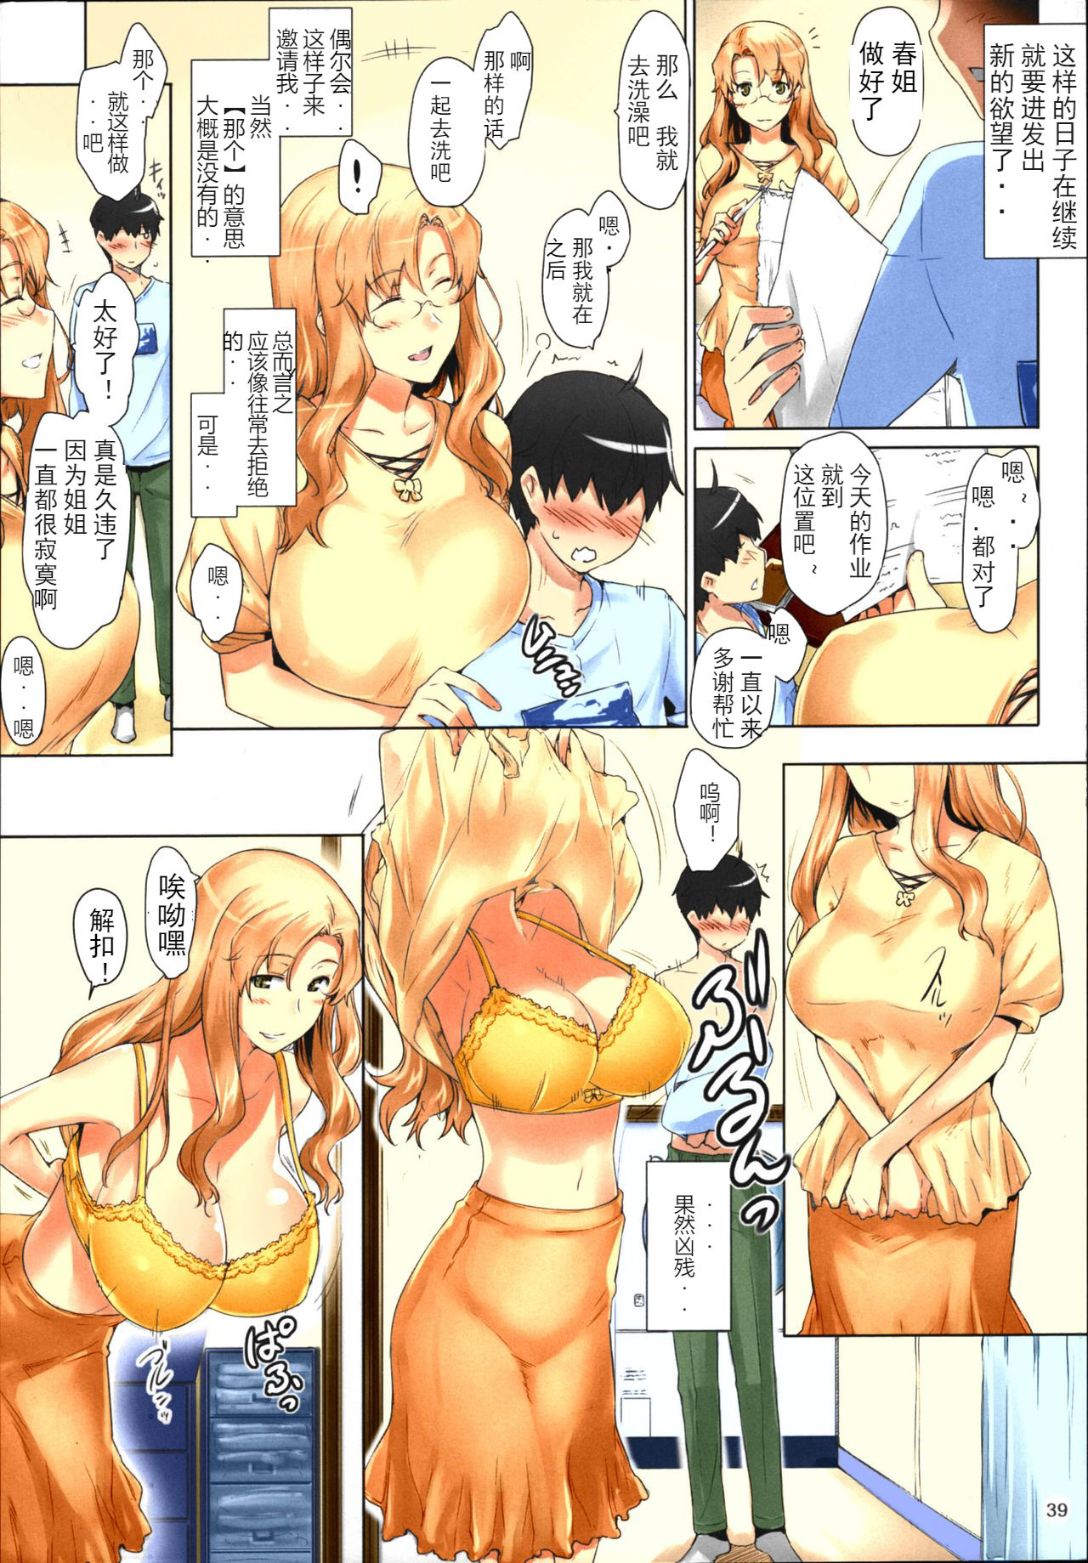 这样的日子在继续
就要迸发出
新的欲望了··
春姐
做好了
嗯~··
嗯·都对了
今天的作业
就到
这位置吧~
嗯
一直以来
多谢帮忙
那么 我就
去洗澡吧
啊
那样的话
一起去洗吧
嗯··
那我就在
之后
!
偶尔会··
这样子来
邀请我··
当然
【那个】的意思
大概是没有的··
总而言之
应该像往常去拒绝
的··
可是··
嗯··
那个··
就这样做
··吧
太好了！
真是久违了
因为姐姐
一直都很寂寞啊
嗯··嗯
呜啊！
ぶるるんっ
····
果然凶残··
唉呦嘿
解扣！
ぱふっ
ブルンッ
39